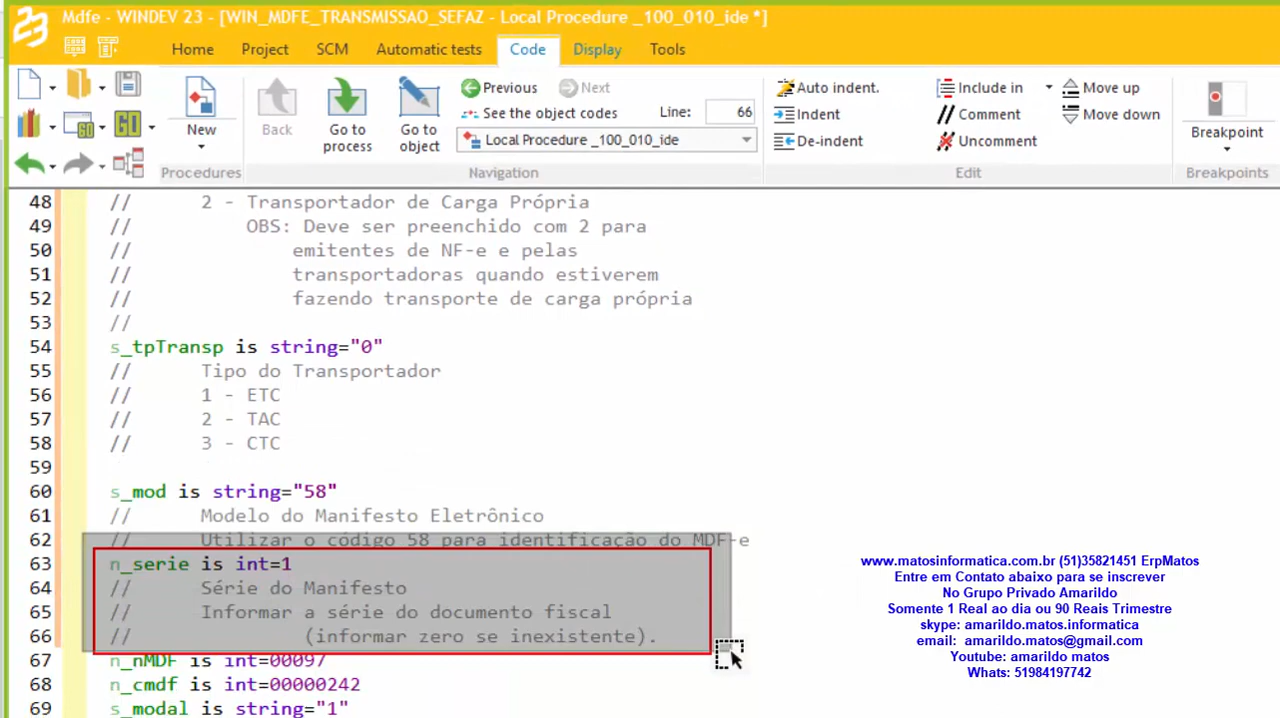 23 Mdfe - WINDEV 23 - [WIN_MDFE_TRANSMISSAO_SEFAZ - Local Procedure _100_010_ide *]
Home Project SCM Automatic tests Code Display Tools
New
Procedures
Back
Go to process
Go to object
Previous Next
See the object codes Line: 66
Local Procedure _100_010_ide
Navigation
Auto indent.
Indent
De-indent
Include in
Comment
Uncomment
Move up
Move down
Edit
Breakpoint
Breakpoints
48 // 2 - Transportador de Carga Própria
49 // OBS: Deve ser preenchido com 2 para
50 // emitentes de NF-e e pelas
51 // transportadoras quando estiverem
52 // fazendo transporte de carga própria
53 //
54 s_tpTransp is string="0"
55 // Tipo do Transportador
56 // 1 - ETC
57 // 2 - TAC
58 // 3 - CTC
59
60 s_mod is string="58"
61 // Modelo do Manifesto Eletrônico
62 // Utilizar o código 58 para identificação do MDF-e
63 n_serie is int=1
64 // Série do Manifesto
65 // Informar a série do documento fiscal
66 // (informar zero se inexistente).
67 n_nMDF is int=00097
68 n_cmdf is int=00000242
69 s_modal is string="1"
www.matosinformatica.com.br (51)35821451 ErpMatos
Entre em Contato abaixo para se inscrever
No Grupo Privado Amarildo
Somente 1 Real ao dia ou 90 Reais Trimestre
skype: amarildo.matos.informatica
email: amarildo.matos@gmail.com
Youtube: amarildo matos
Whats: 51984197742